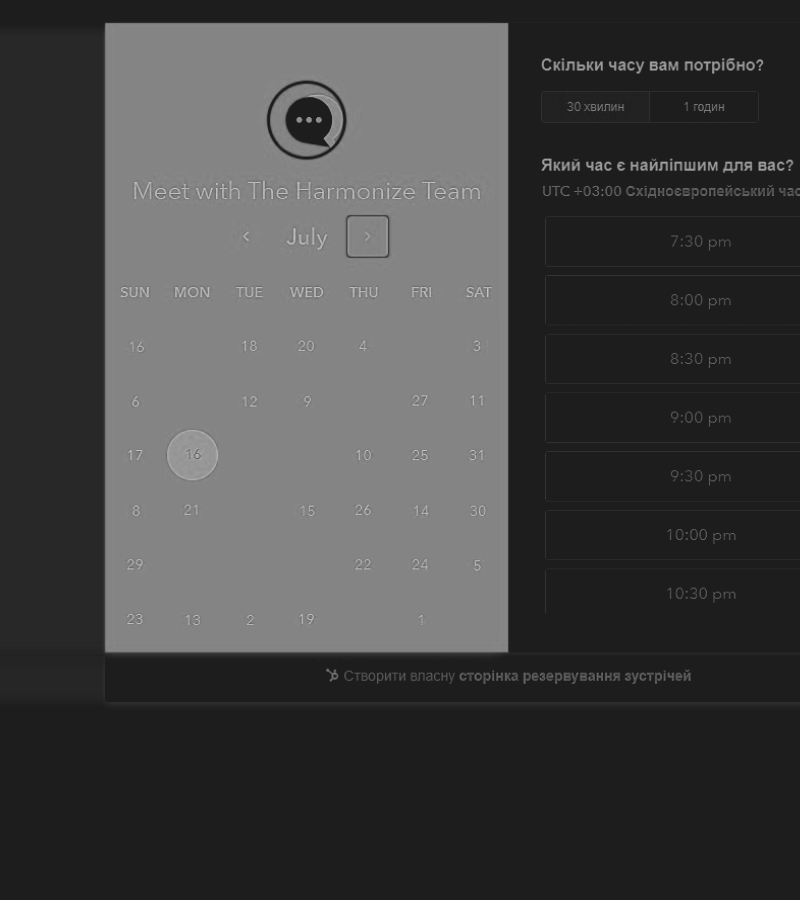 Meet with The Harmonize Team
July
SUN MON TUE WED THU FRI SAT
16 18 20 4 3
6 12 9 27 11
17 16 10 25 31
8 21 15 26 14 30
29 22 24 5
23 13 2 19 1
Скільки часу вам потрібно?
30 хвилин 1 годин
Який час є найліпшим для вас?
UTC +03:00 Східноєвропейський
7:30 pm
8:00 pm
8:30 pm
9:00 pm
9:30 pm
10:00 pm
10:30 pm
Створити власну сторінка резервування зустрічей